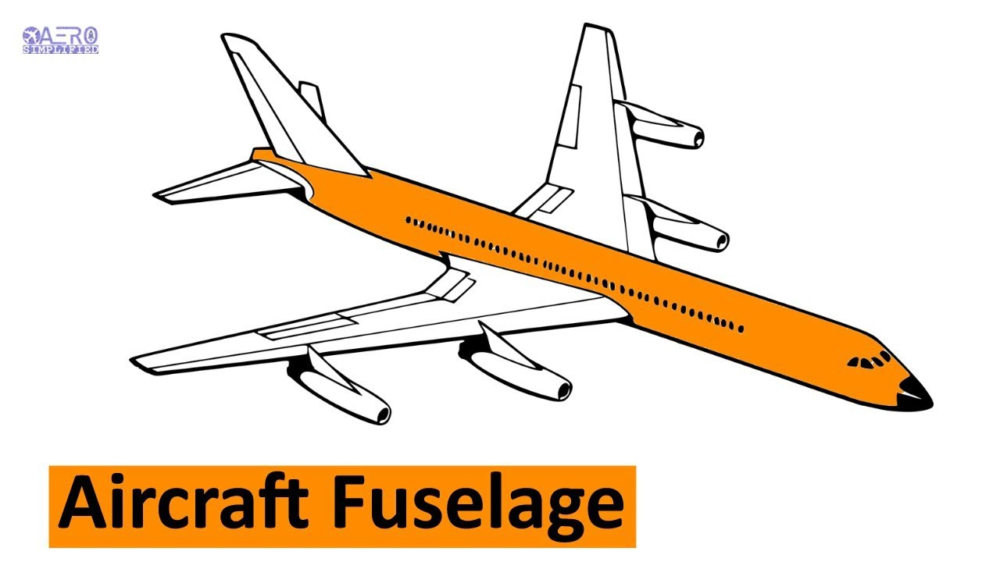 AERO
SIMPLIFIED
Aircraft Fuselage